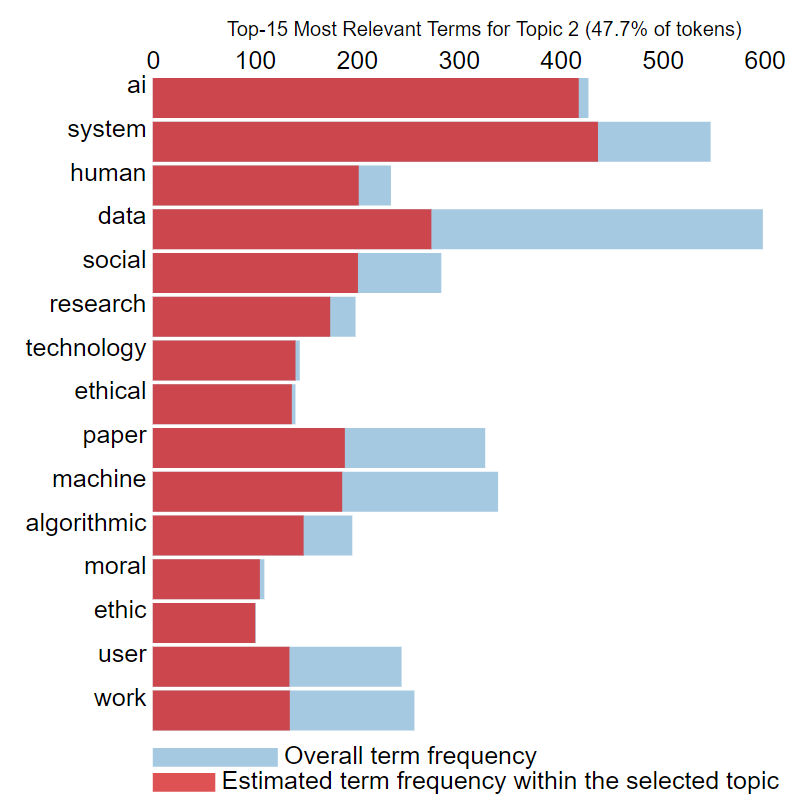 Top-15 Most Relevant Terms for Topic 2 (47.7% of tokens)
0 100 200 300 400 500 600
ai
system
human
data
social
research
technology
ethical
paper
machine
algorithmic
moral
ethic
user
work
Overall term frequency
Estimated term frequency within the selected topic